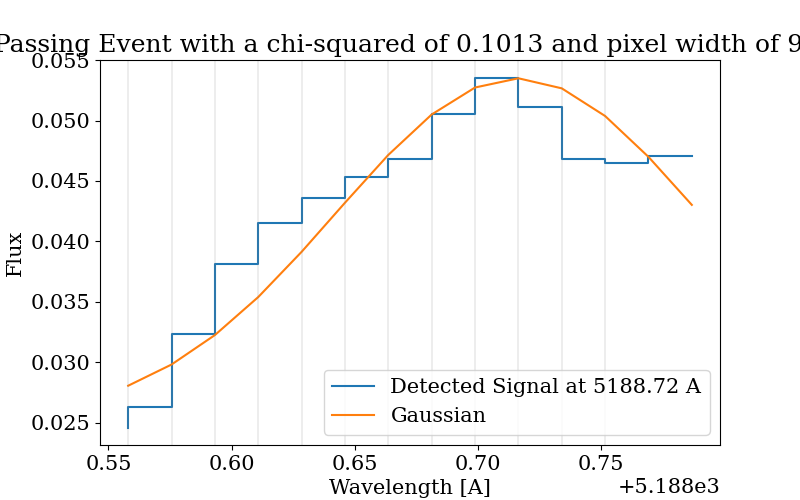 Passing Event with a chi-squared of 0.1013 and pixel width of 9
0.055
0.050
0.045
0.040
0.035
0.030
0.025
Flux
Detected Signal at 5188.72 A
Gaussian
0.55 0.60 0.65 0.70 0.75
Wavelength [A]
+5.188e3